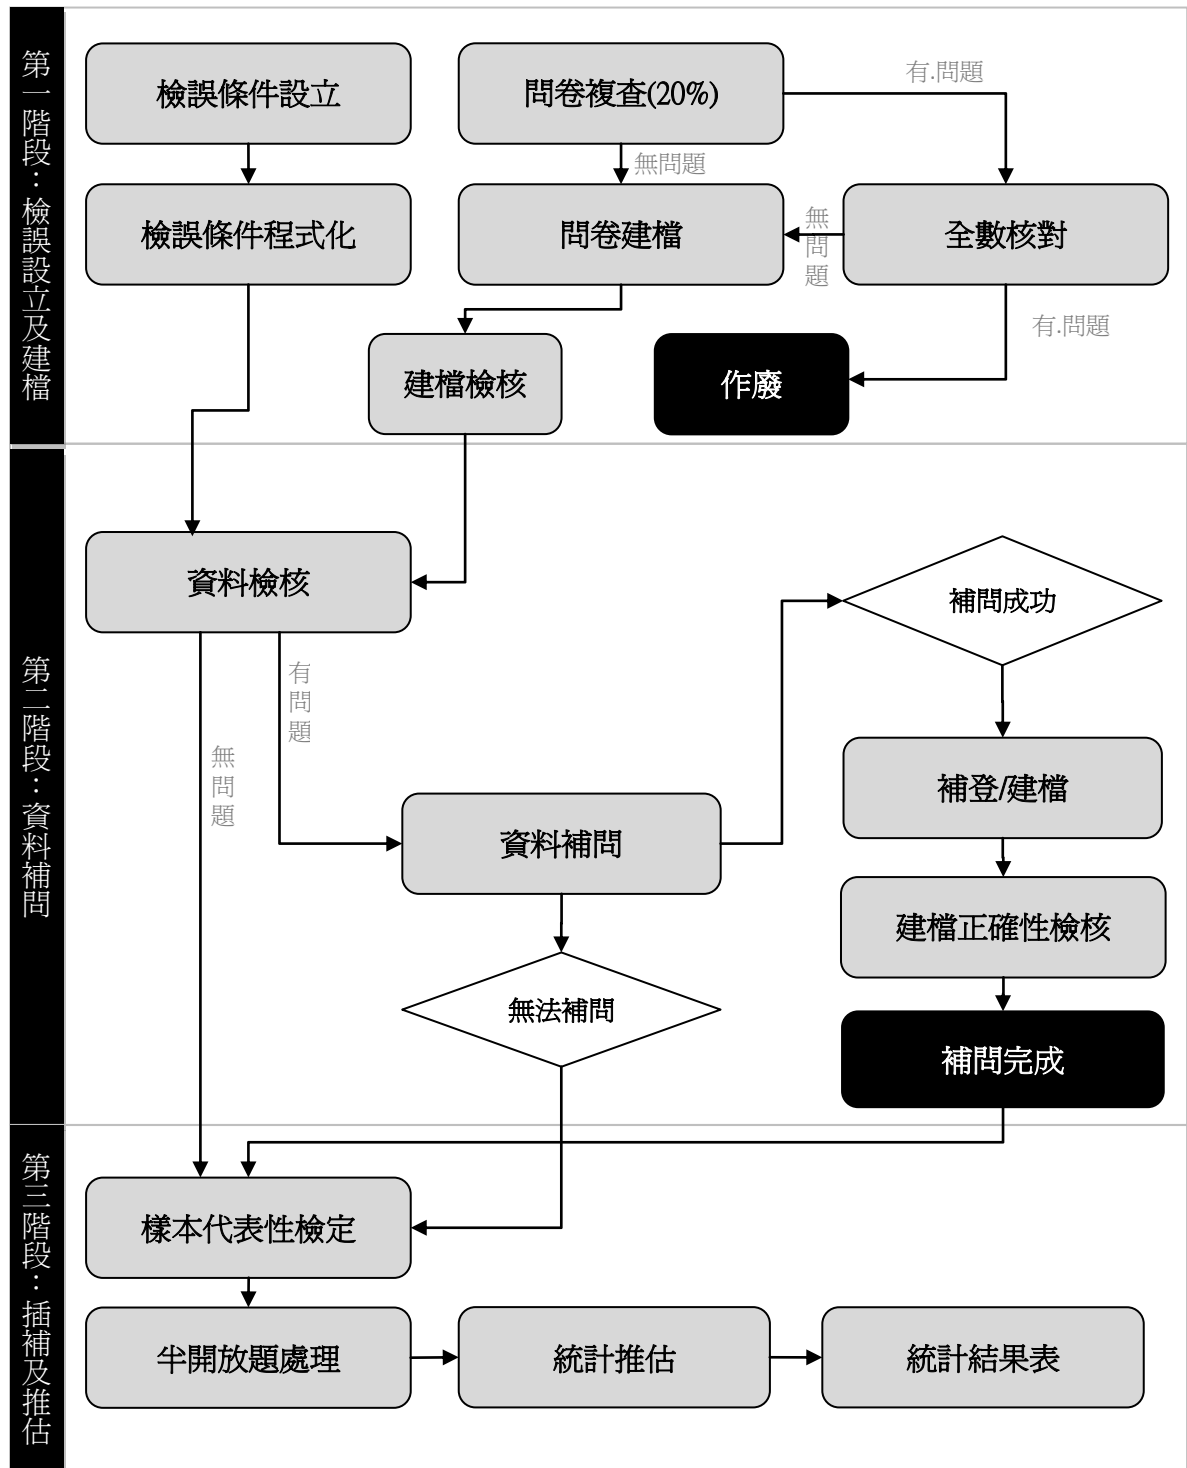 第一階段：檢誤設立及建檔
檢誤條件設立
問卷複查(20%)
有.問題
無問題
檢誤條件程式化
問卷建檔
無問題
全數核對
有.問題
建檔檢核
作廢
第二階段：資料補問
資料檢核
補問成功
有問題
無問題
補登/建檔
資料補問
建檔正確性檢核
無法補問
補問完成
第三階段：插補及推估
樣本代表性檢定
半開放題處理
統計推估
統計結果表